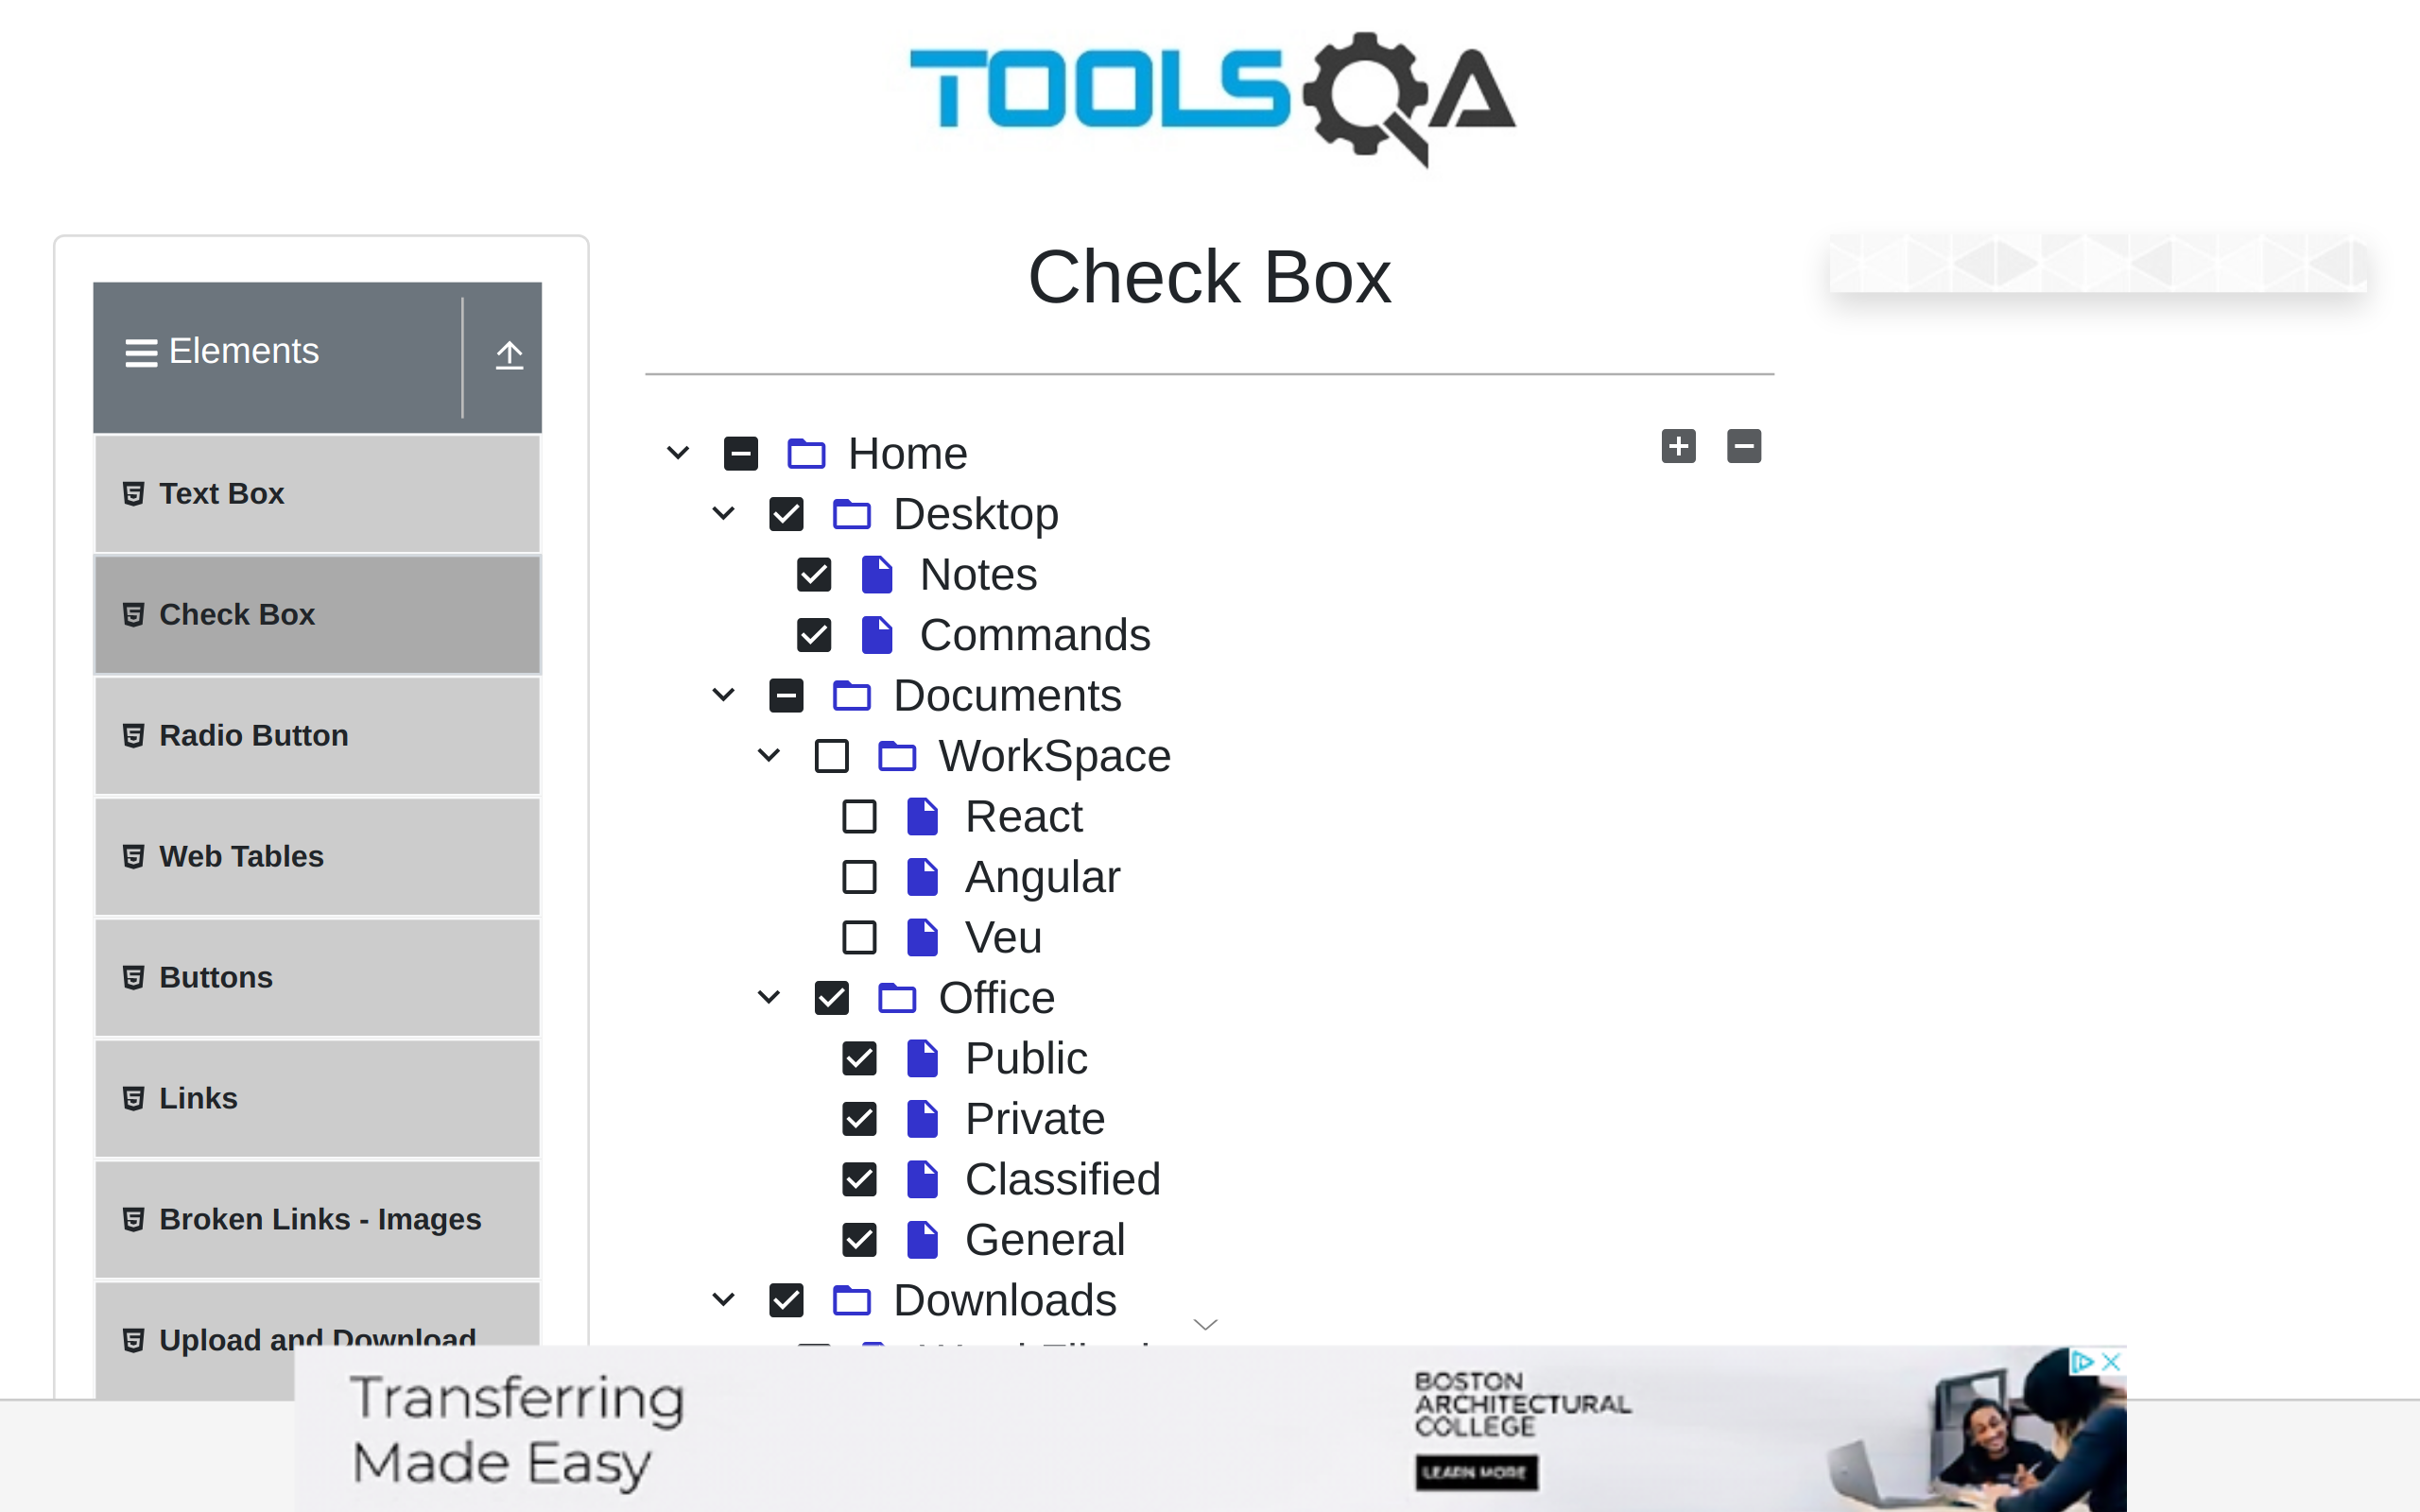 TOOLSQA
Check Box
Elements
Text Box
Check Box
Radio Button
Web Tables
Buttons
Links
Broken Links - Images
Upload and Download
Home
Desktop
Notes
Commands
Documents
WorkSpace
React
Angular
Veu
Office
Public
Private
Classified
General
Downloads
Transferring
Made Easy
BOSTON
ARCHITECTURAL
COLLEGE
LEARN MORE